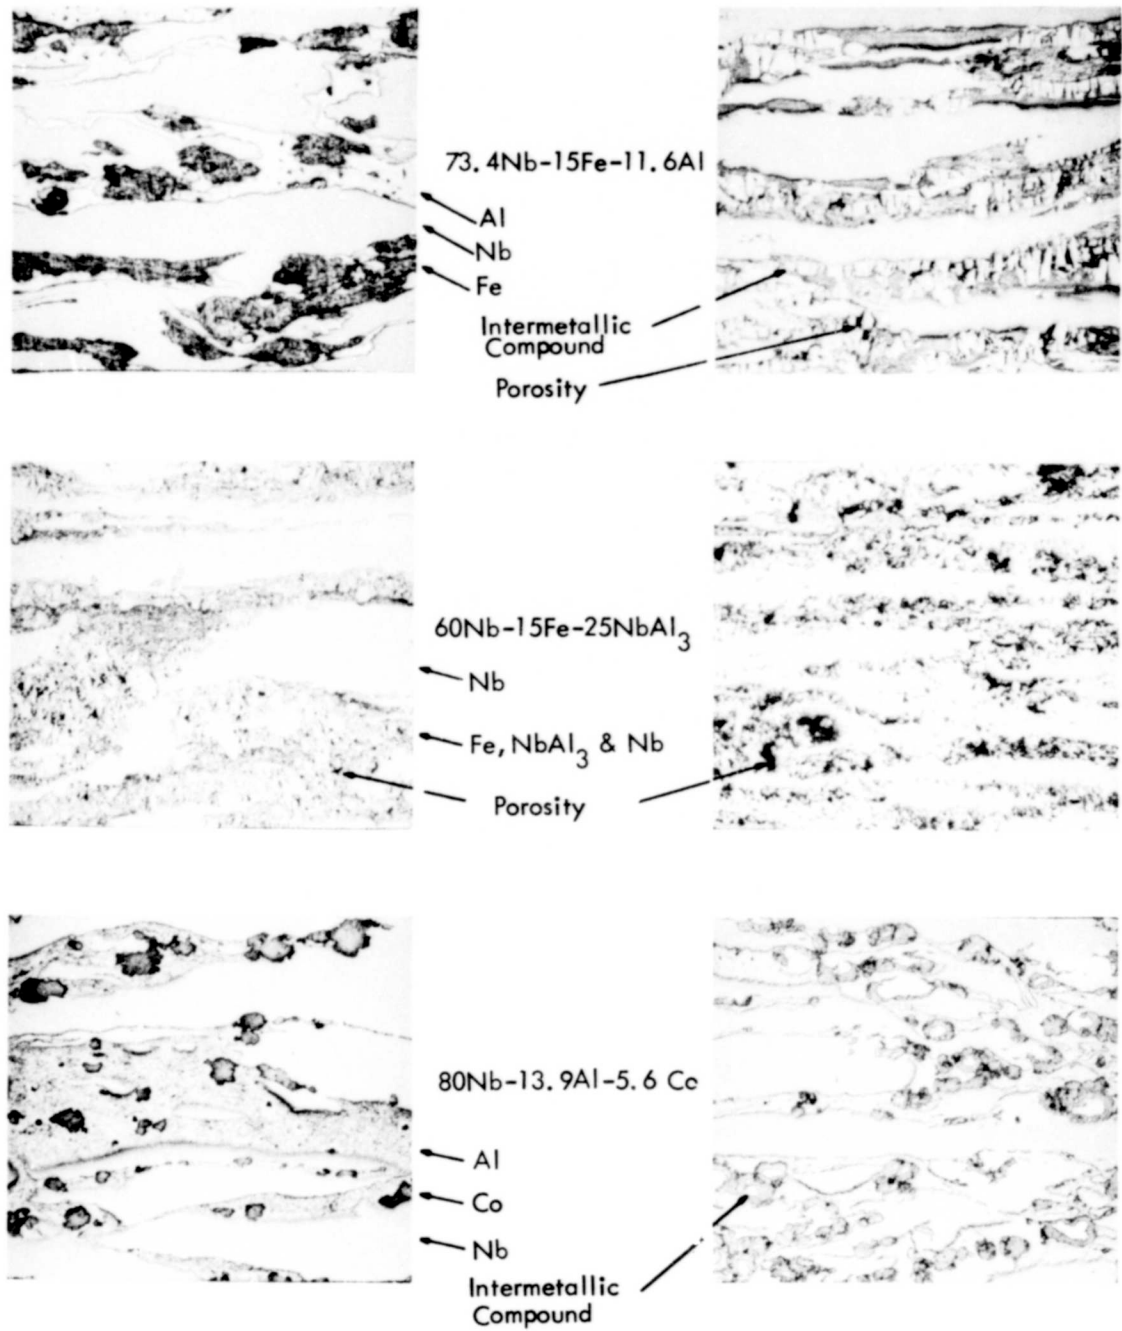 73.4Nb-15Fe-11.6Al
Al
Nb
Fe
Intermetallic
Compound
Porosity
60Nb-15Fe-25NbAl₃
Nb
Fe, NbAl₃ & Nb
Porosity
80Nb-13.9Al-5.6 Co
Al
Co
Nb
Intermetallic
Compound